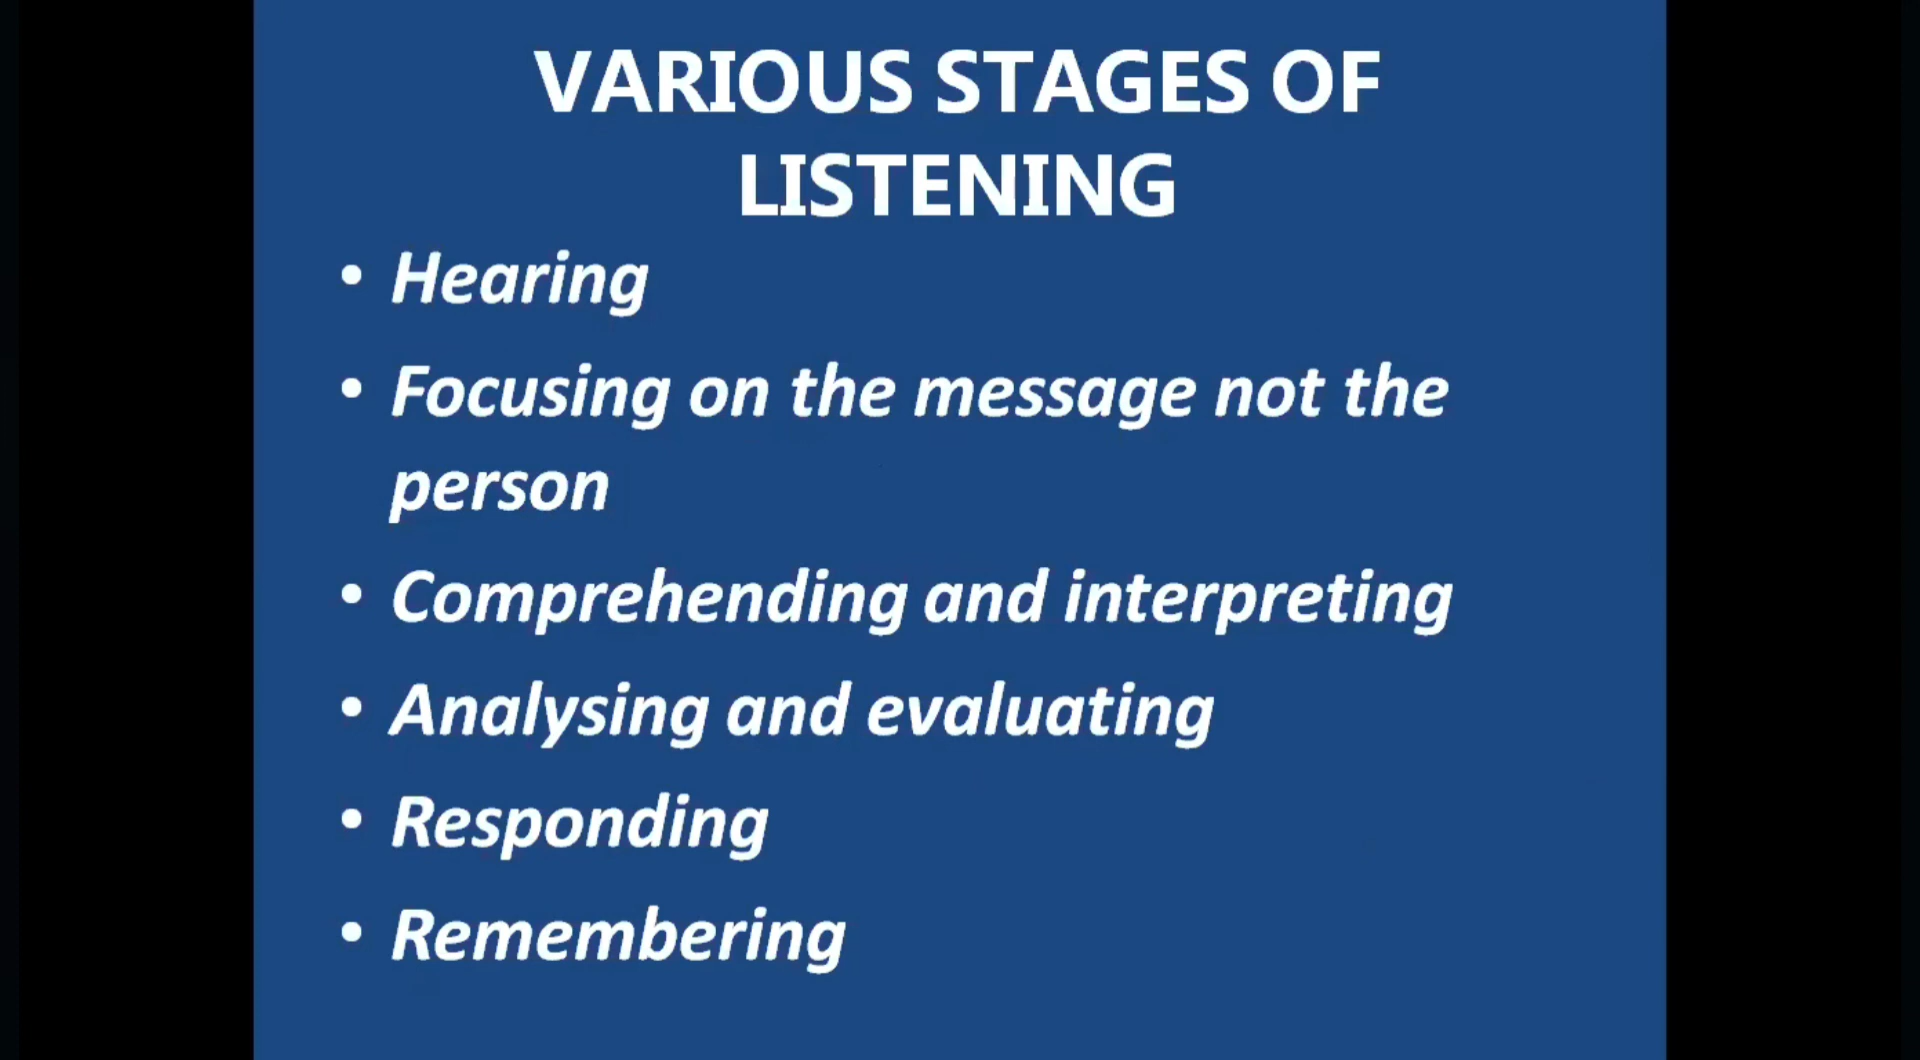 VARIOUS STAGES OF
LISTENING
• Hearing
• Focusing on the message not the
person
• Comprehending and interpreting
• Analysing and evaluating
• Responding
• Remembering